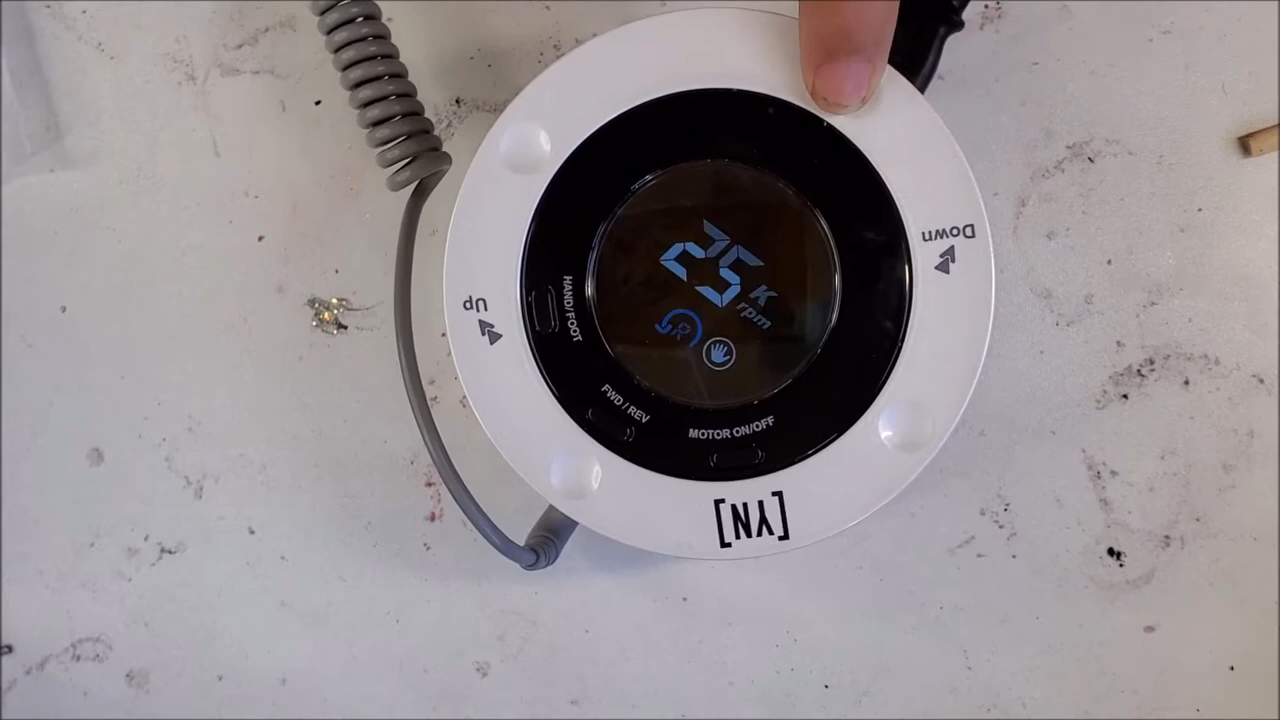 Down
Up
25
K
rpm
R
HAND/FOOT
FWD / REV
MOTOR ON/OFF
[YN]